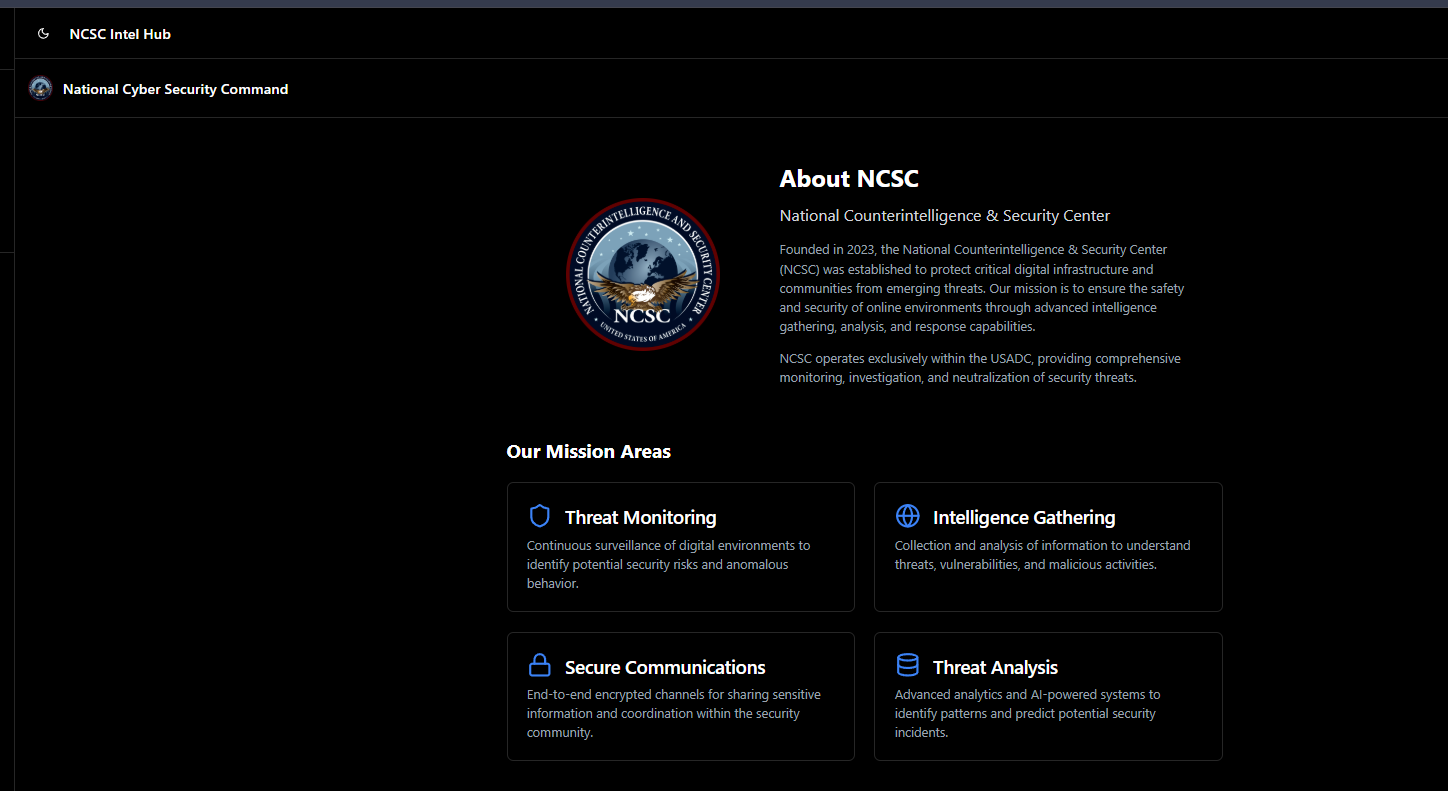 NCSC Intel Hub
National Cyber Security Command
About NCSC
National Counterintelligence & Security Center
Founded in 2023, the National Counterintelligence & Security Center
(NCSC) was established to protect critical digital infrastructure and
communities from emerging threats. Our mission is to ensure the safety
and security of online environments through advanced intelligence
gathering, analysis, and response capabilities.
NCSC operates exclusively within the USADC, providing comprehensive
monitoring, investigation, and neutralization of security threats.
NATIONAL COUNTERINTELLIGENCE AND SECURITY CENTER
NCSC
UNITED STATES OF AMERICA
Our Mission Areas
Threat Monitoring
Continuous surveillance of digital environments to
identify potential security risks and anomalous
behavior.
Intelligence Gathering
Collection and analysis of information to understand
threats, vulnerabilities, and malicious activities.
Secure Communications
End-to-end encrypted channels for sharing sensitive
information and coordination within the security
community.
Threat Analysis
Advanced analytics and AI-powered systems to
identify patterns and predict potential security
incidents.